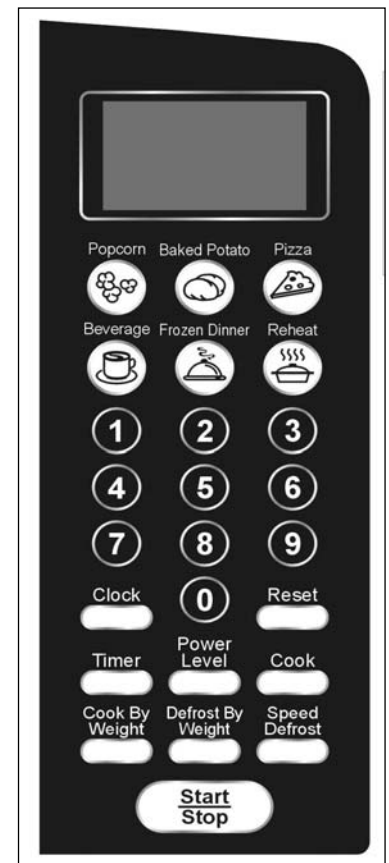 Popcorn Baked Potato Pizza
Beverage Frozen Dinner Reheat
1 2 3
4 5 6
7 8 9
Clock 0 Reset
Timer Power Level Cook
Cook By Weight Defrost By Weight Speed Defrost
Start
Stop